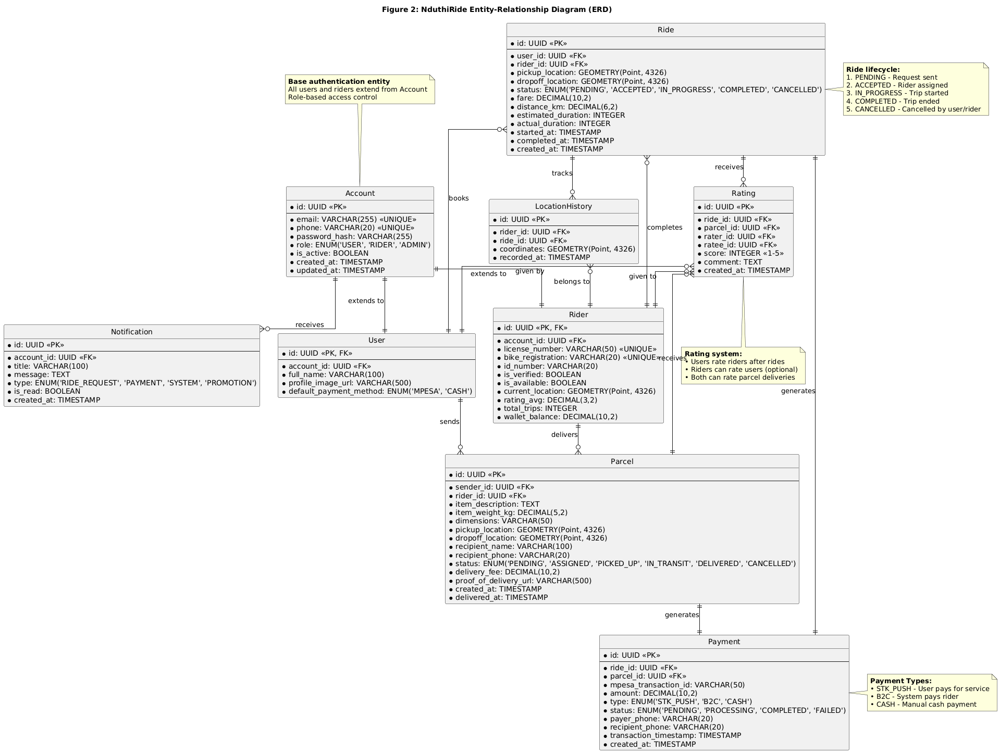 Figure 2: NduthiRide Entity-Relationship Diagram (ERD)
Ride
id: UUID «PK»
user_id: UUID «FK»
rider_id: UUID «FK»
pickup_location: GEOMETRY(Point, 4326)
dropoff_location: GEOMETRY(Point, 4326)
status: ENUM('PENDING', 'ACCEPTED', 'IN_PROGRESS', 'COMPLETED', 'CANCELLED')
fare: DECIMAL(10,2)
distance_km: DECIMAL(6,2)
estimated_duration: INTEGER
actual_duration: INTEGER
started_at: TIMESTAMP
completed_at: TIMESTAMP
created_at: TIMESTAMP
Ride lifecycle:
1. PENDING - Request sent
2. ACCEPTED - Rider assigned
3. IN_PROGRESS - Trip started
4. COMPLETED - Trip ended
5. CANCELLED - Cancelled by user/rider
Base authentication entity
All users and riders extend from Account
Role-based access control
books
tracks
completes
receives
Account
id: UUID «PK»
email: VARCHAR(255) «UNIQUE»
phone: VARCHAR(20) «UNIQUE»
password_hash: VARCHAR(255)
role: ENUM('USER', 'RIDER', 'ADMIN')
is_active: BOOLEAN
created_at: TIMESTAMP
updated_at: TIMESTAMP
LocationHistory
id: UUID «PK»
rider_id: UUID «FK»
ride_id: UUID «FK»
coordinates: GEOMETRY(Point, 4326)
recorded_at: TIMESTAMP
Rating
id: UUID «PK»
ride_id: UUID «FK»
parcel_id: UUID «FK»
rater_id: UUID «FK»
ratee_id: UUID «FK»
score: INTEGER «1-5»
comment: TEXT
created_at: TIMESTAMP
extends to
given by
belongs to
given to
extends to
receives
Notification
id: UUID «PK»
account_id: UUID «FK»
title: VARCHAR(100)
message: TEXT
type: ENUM('RIDE_REQUEST', 'PAYMENT', 'SYSTEM', 'PROMOTION')
is_read: BOOLEAN
created_at: TIMESTAMP
User
id: UUID «PK, FK»
account_id: UUID «FK»
full_name: VARCHAR(100)
profile_image_url: VARCHAR(500)
default_payment_method: ENUM('MPESA', 'CASH')
Rider
id: UUID «PK, FK»
account_id: UUID «FK»
license_number: VARCHAR(50) «UNIQUE»
bike_registration: VARCHAR(20) «UNIQUE»
id_number: VARCHAR(20)
is_verified: BOOLEAN
is_available: BOOLEAN
current_location: GEOMETRY(Point, 4326)
rating_avg: DECIMAL(3,2)
total_trips: INTEGER
wallet_balance: DECIMAL(10,2)
receives
Rating system:
• Users rate riders after rides
• Riders can rate users (optional)
• Both can rate parcel deliveries
generates
sends
delivers
Parcel
id: UUID «PK»
sender_id: UUID «FK»
rider_id: UUID «FK»
item_description: TEXT
item_weight_kg: DECIMAL(5,2)
dimensions: VARCHAR(50)
pickup_location: GEOMETRY(Point, 4326)
dropoff_location: GEOMETRY(Point, 4326)
recipient_name: VARCHAR(100)
recipient_phone: VARCHAR(20)
status: ENUM('PENDING', 'ASSIGNED', 'PICKED_UP', 'IN_TRANSIT', 'DELIVERED', 'CANCELLED')
delivery_fee: DECIMAL(10,2)
proof_of_delivery_url: VARCHAR(500)
created_at: TIMESTAMP
delivered_at: TIMESTAMP
generates
Payment
id: UUID «PK»
ride_id: UUID «FK»
parcel_id: UUID «FK»
mpesa_transaction_id: VARCHAR(50)
amount: DECIMAL(10,2)
type: ENUM('STK_PUSH', 'B2C', 'CASH')
status: ENUM('PENDING', 'PROCESSING', 'COMPLETED', 'FAILED')
payer_phone: VARCHAR(20)
recipient_phone: VARCHAR(20)
transaction_timestamp: TIMESTAMP
created_at: TIMESTAMP
Payment Types:
• STK_PUSH - User pays for service
• B2C - System pays rider
• CASH - Manual cash payment